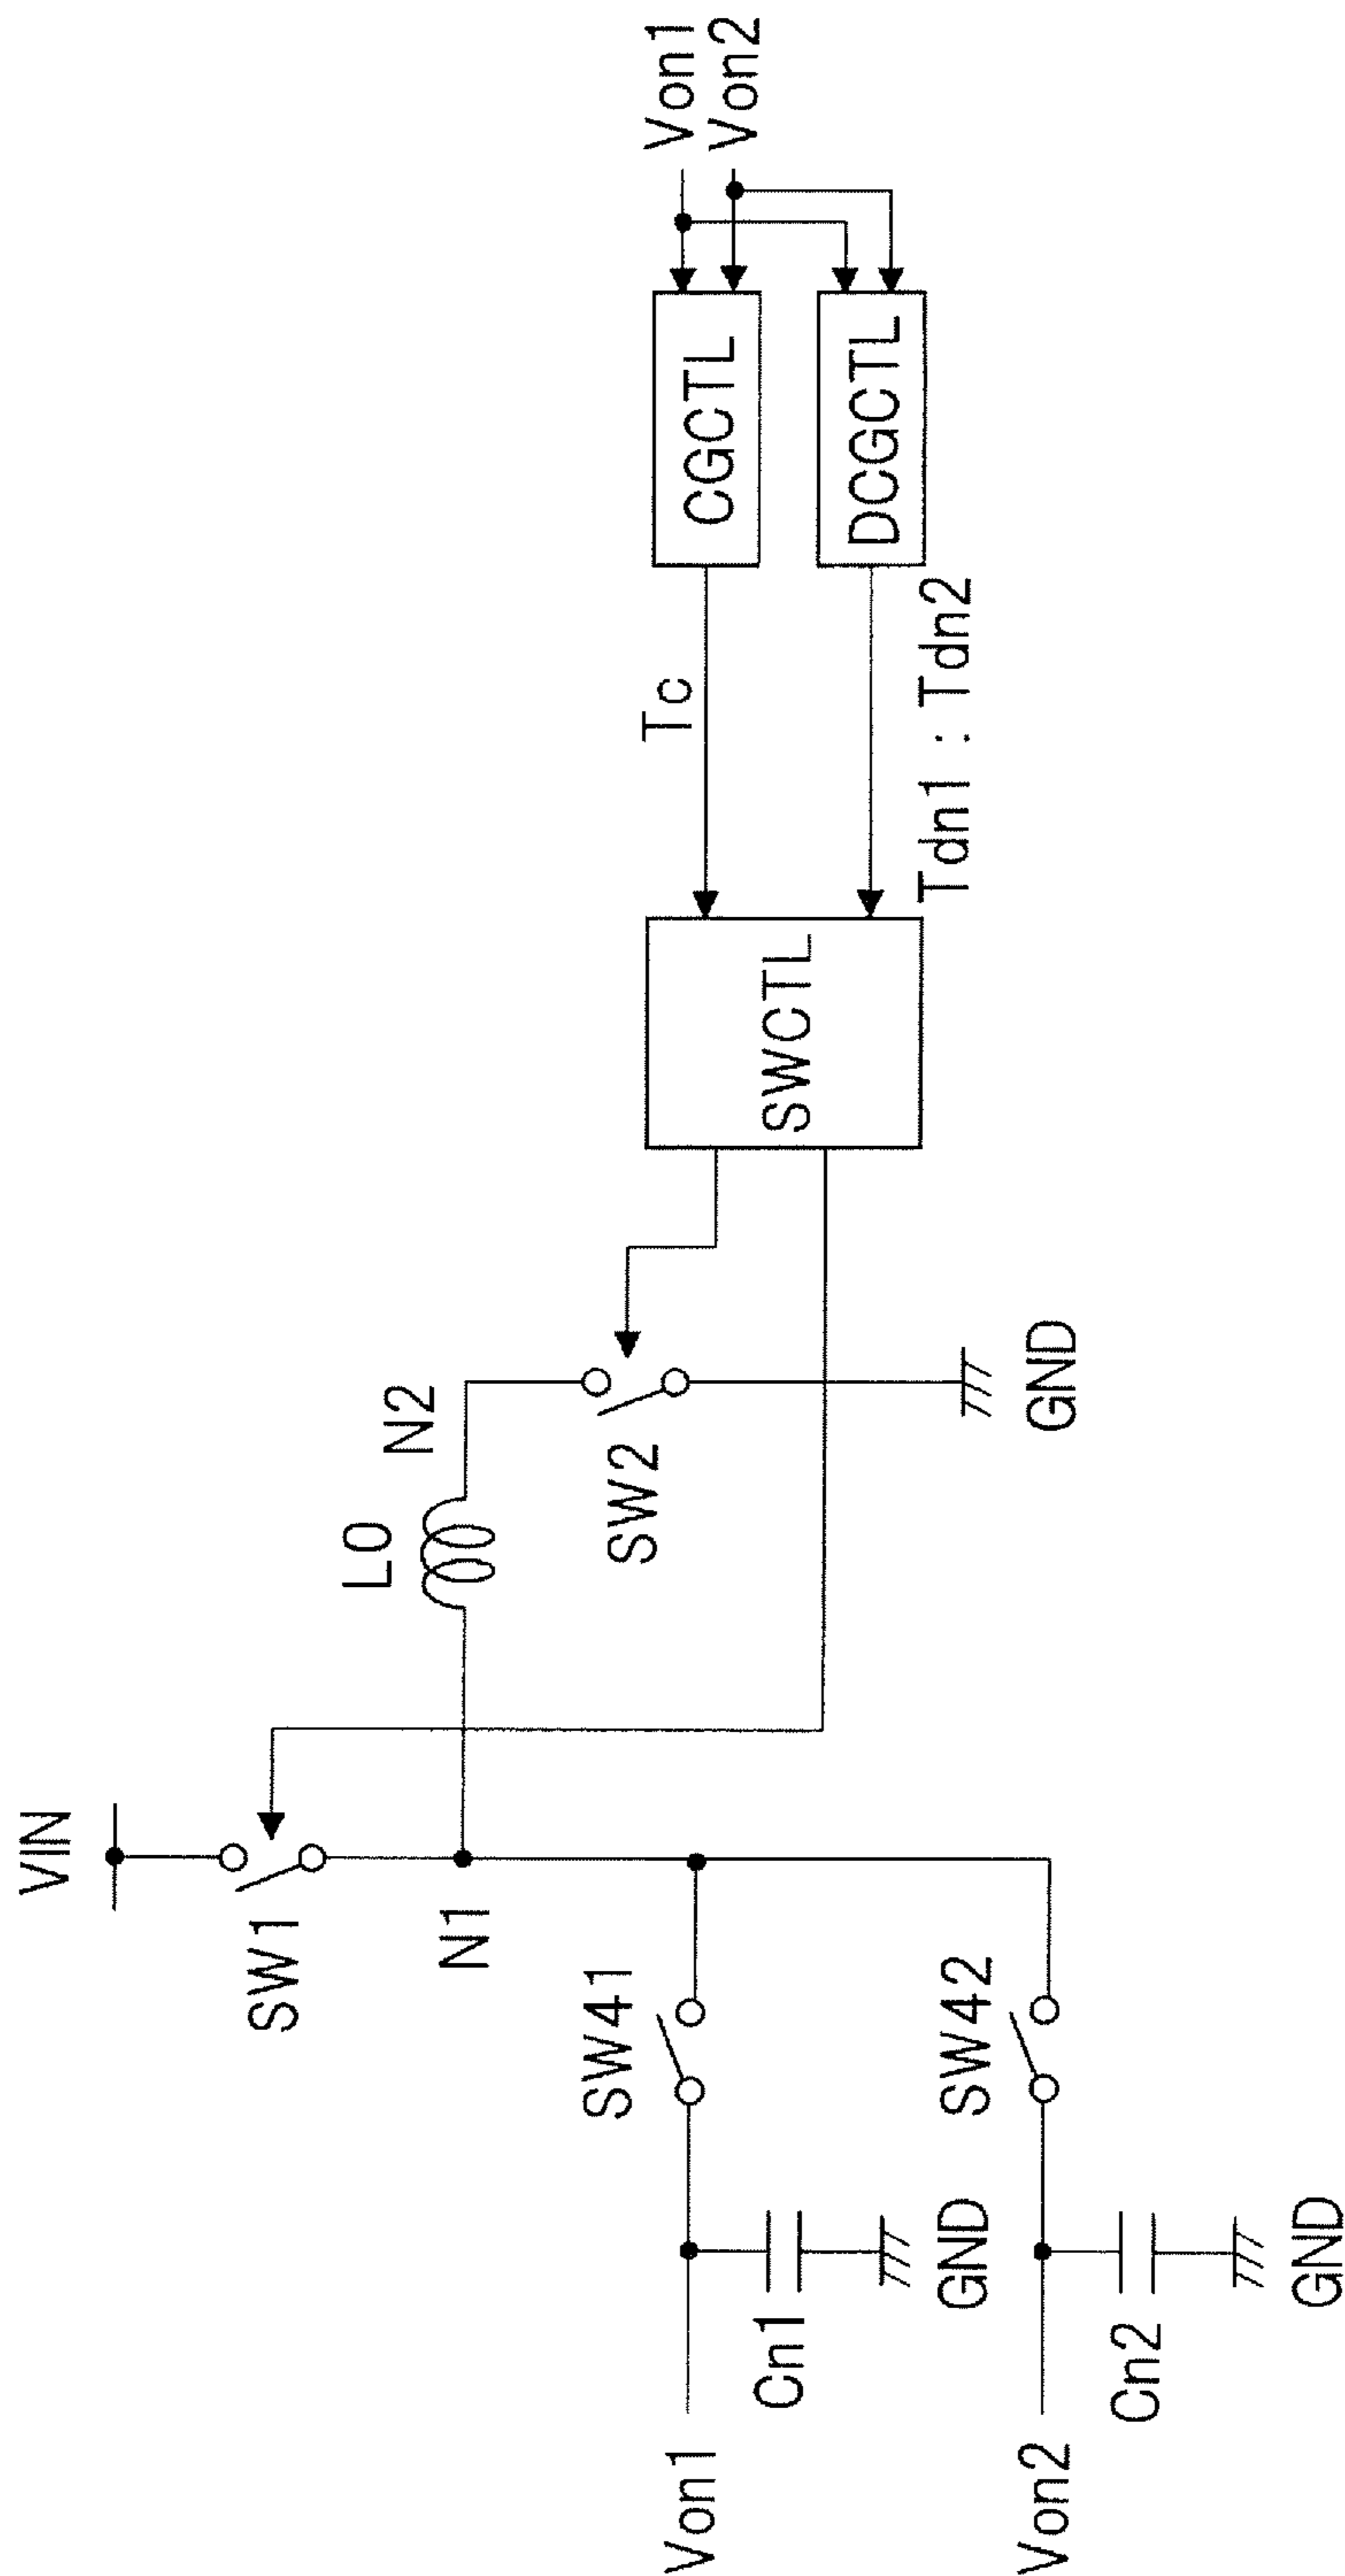 VIN
SW1
N1
L0
N2
SW2
GND
SW41
Von1
Cn1
GND
SW42
Von2
Cn2
GND
SWCTL
Tc
Tdn1 : Tdn2
CGCTL
DCGCTL
Von1
Von2